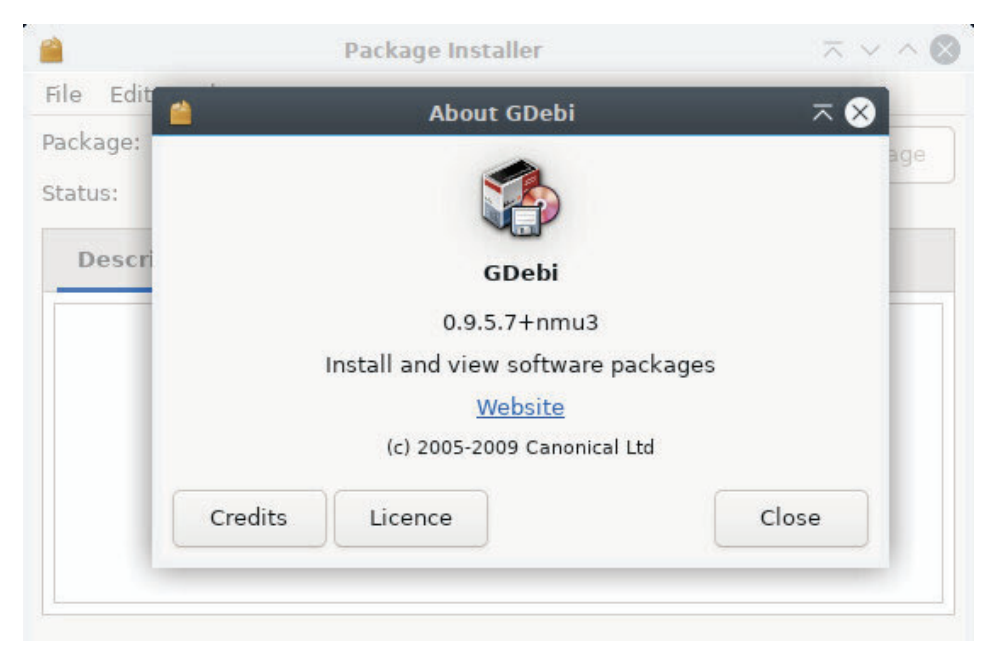 Package Installer
File Edit
About GDebi
Package:
age
Status:
Descri
GDebi
0.9.5.7+nmu3
Install and view software packages
Website
(c) 2005-2009 Canonical Ltd
Credits Licence Close